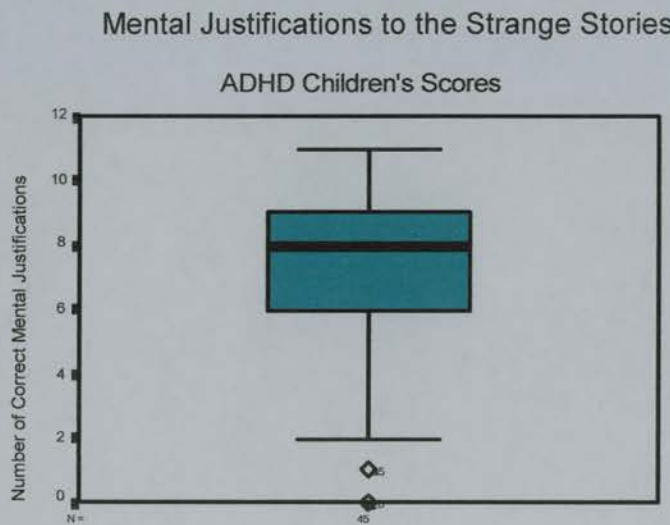 Mental Justifications to the Strange Stories
ADHD Children's Scores
Number of Correct Mental Justifications
12
10
8
6
4
2
0
N =
45